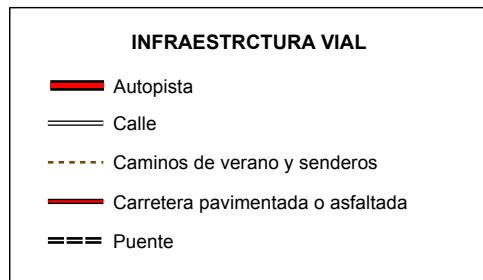 INFRAESTRCTURA VIAL
Autopista
Calle
Caminos de verano y senderos
Carretera pavimentada o asfaltada
Puente